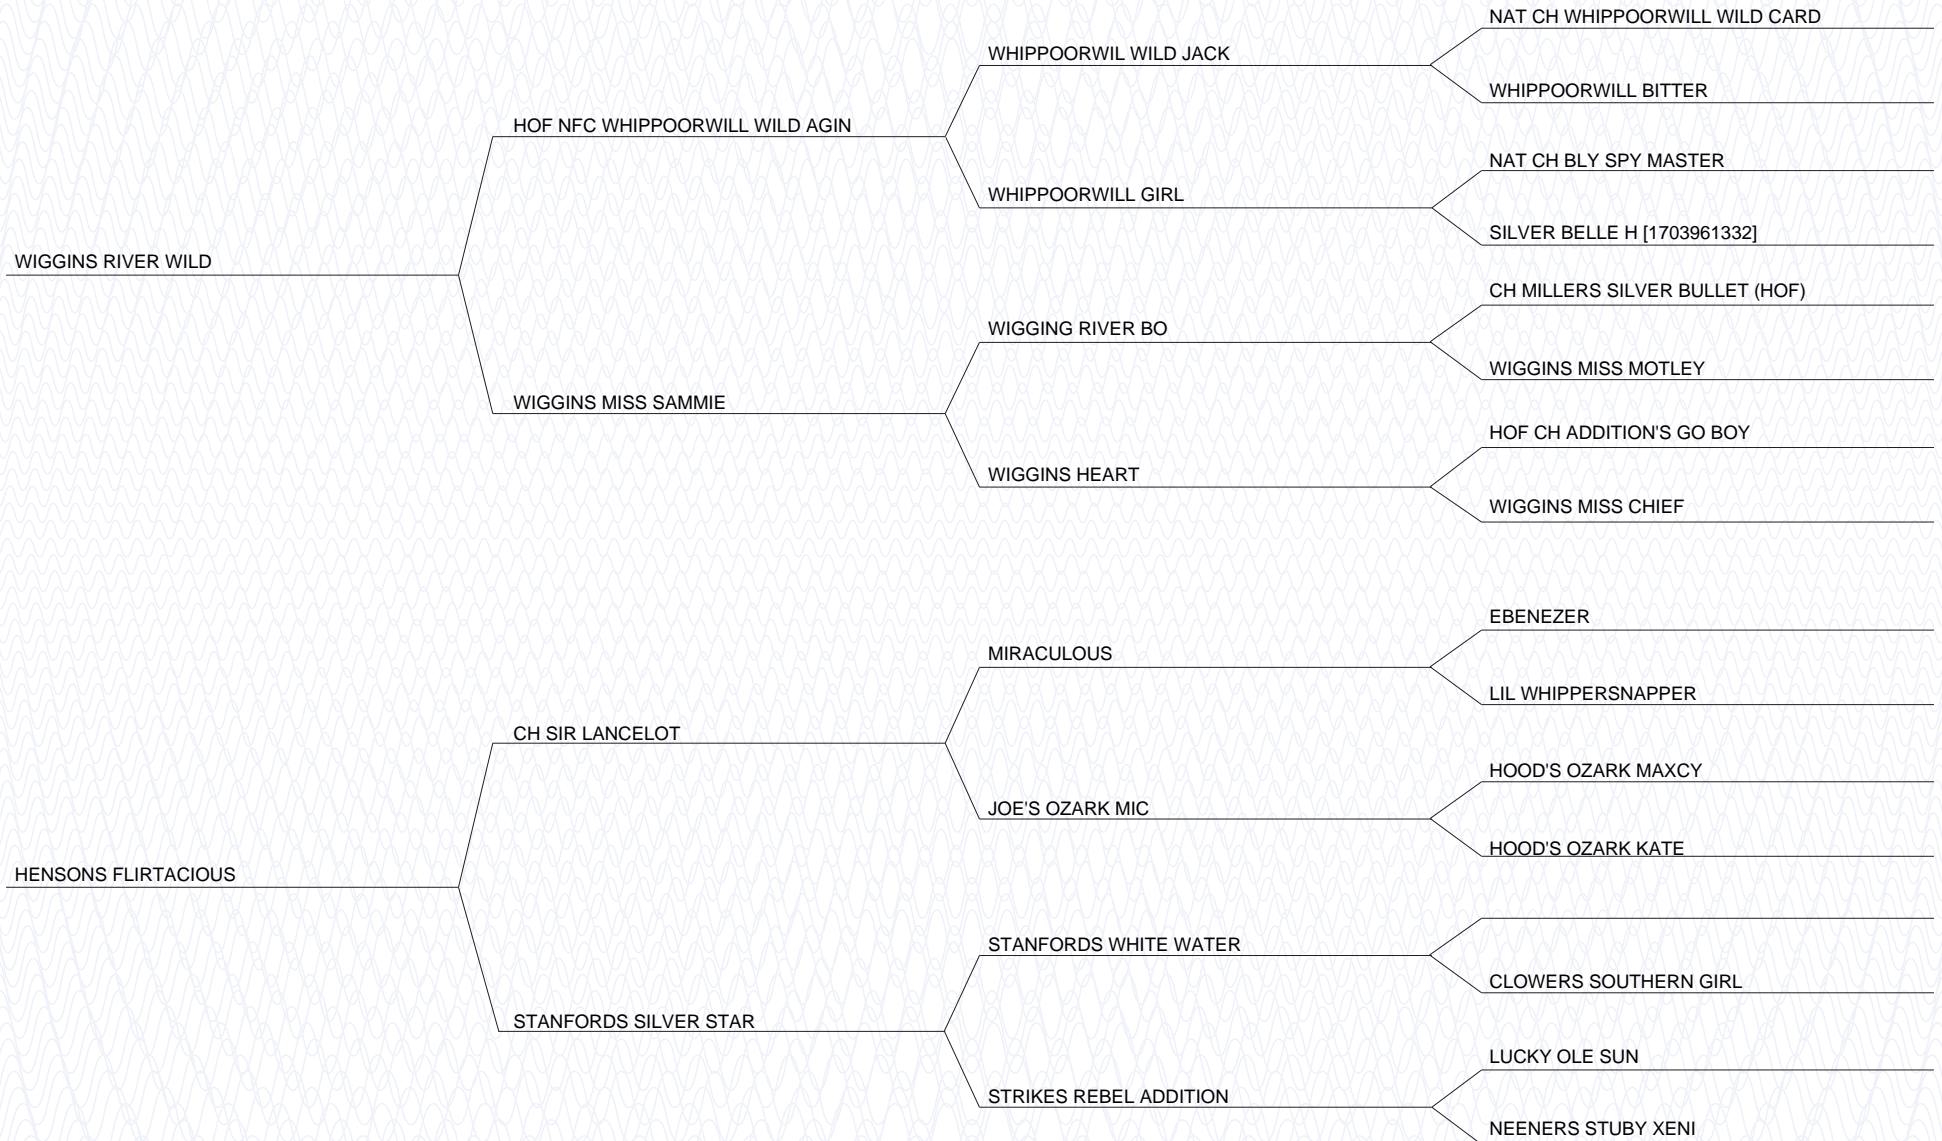 NAT CH WHIPPOORWILL WILD CARD
WHIPPOORWIL WILD JACK
WHIPPOORWILL BITTER
HOF NFC WHIPPOORWILL WILD AGIN
NAT CH BLY SPY MASTER
WHIPPOORWILL GIRL
SILVER BELLE H [1703961332]
WIGGINS RIVER WILD
CH MILLERS SILVER BULLET (HOF)
WIGGING RIVER BO
WIGGINS MISS MOTLEY
WIGGINS MISS SAMMIE
HOF CH ADDITION'S GO BOY
WIGGINS HEART
WIGGINS MISS CHIEF
EBENEZER
MIRACULOUS
LIL WHIPPERSNAPPER
CH SIR LANCELOT
HOOD'S OZARK MAXCY
JOE'S OZARK MIC
HOOD'S OZARK KATE
HENSONS FLIRTACIOUS
STANFORDS WHITE WATER
CLOWERS SOUTHERN GIRL
STANFORDS SILVER STAR
LUCKY OLE SUN
STRIKES REBEL ADDITION
NEENERS STUBY XENI